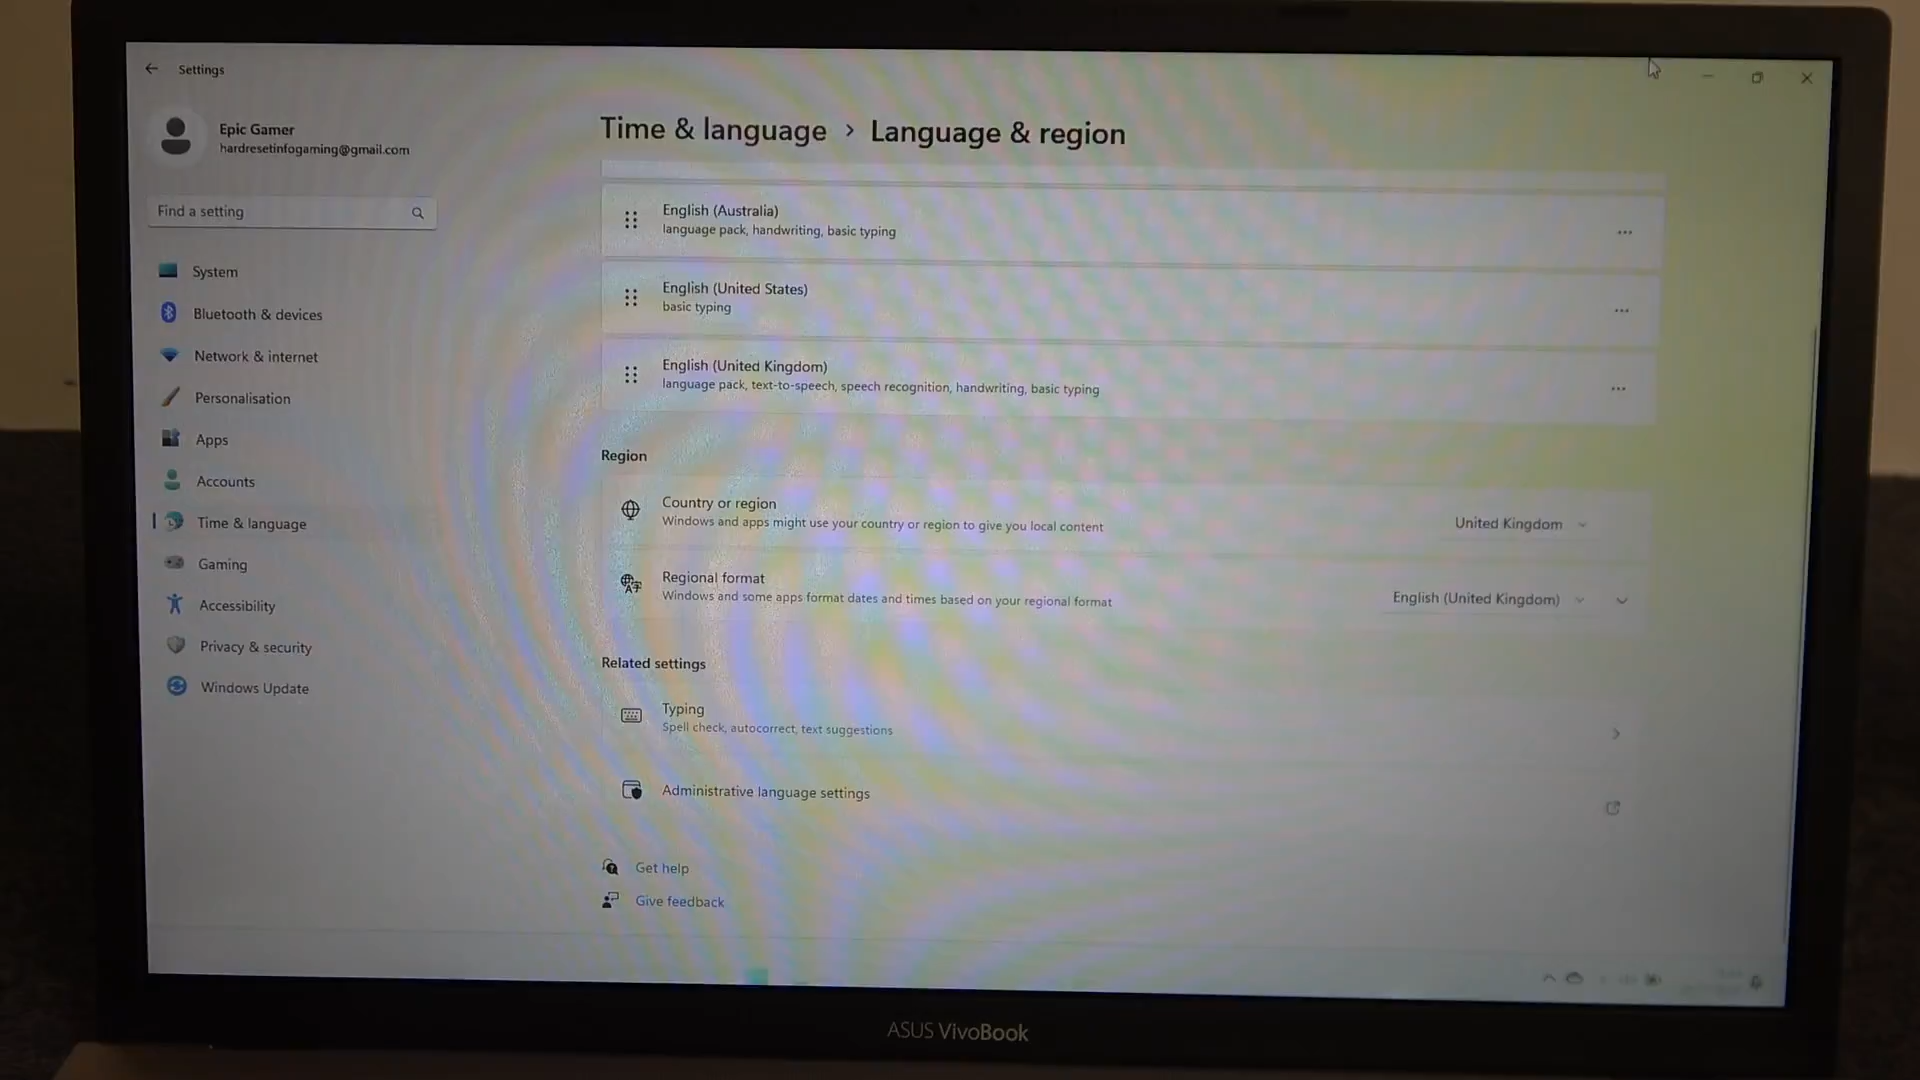 Settings
Epic Gamer
hardresetinfogaming@gmail.com
Find a setting
System
Bluetooth & devices
Network & internet
Personalisation
Apps
Accounts
Time & language
Gaming
Accessibility
Privacy & security
Windows Update
Time & language > Language & region
English (Australia)
language pack, handwriting, basic typing
English (United States)
basic typing
English (United Kingdom)
language pack, text-to-speech, speech recognition, handwriting, basic typing
Region
Country or region
Windows and apps might use your country or region to give you local content
United Kingdom
Regional format
Windows and some apps format dates and times based on your regional format
English (United Kingdom)
Related settings
Typing
Spell check, autocorrect, text suggestions
Administrative language settings
Get help
Give feedback
ASUS VivoBook